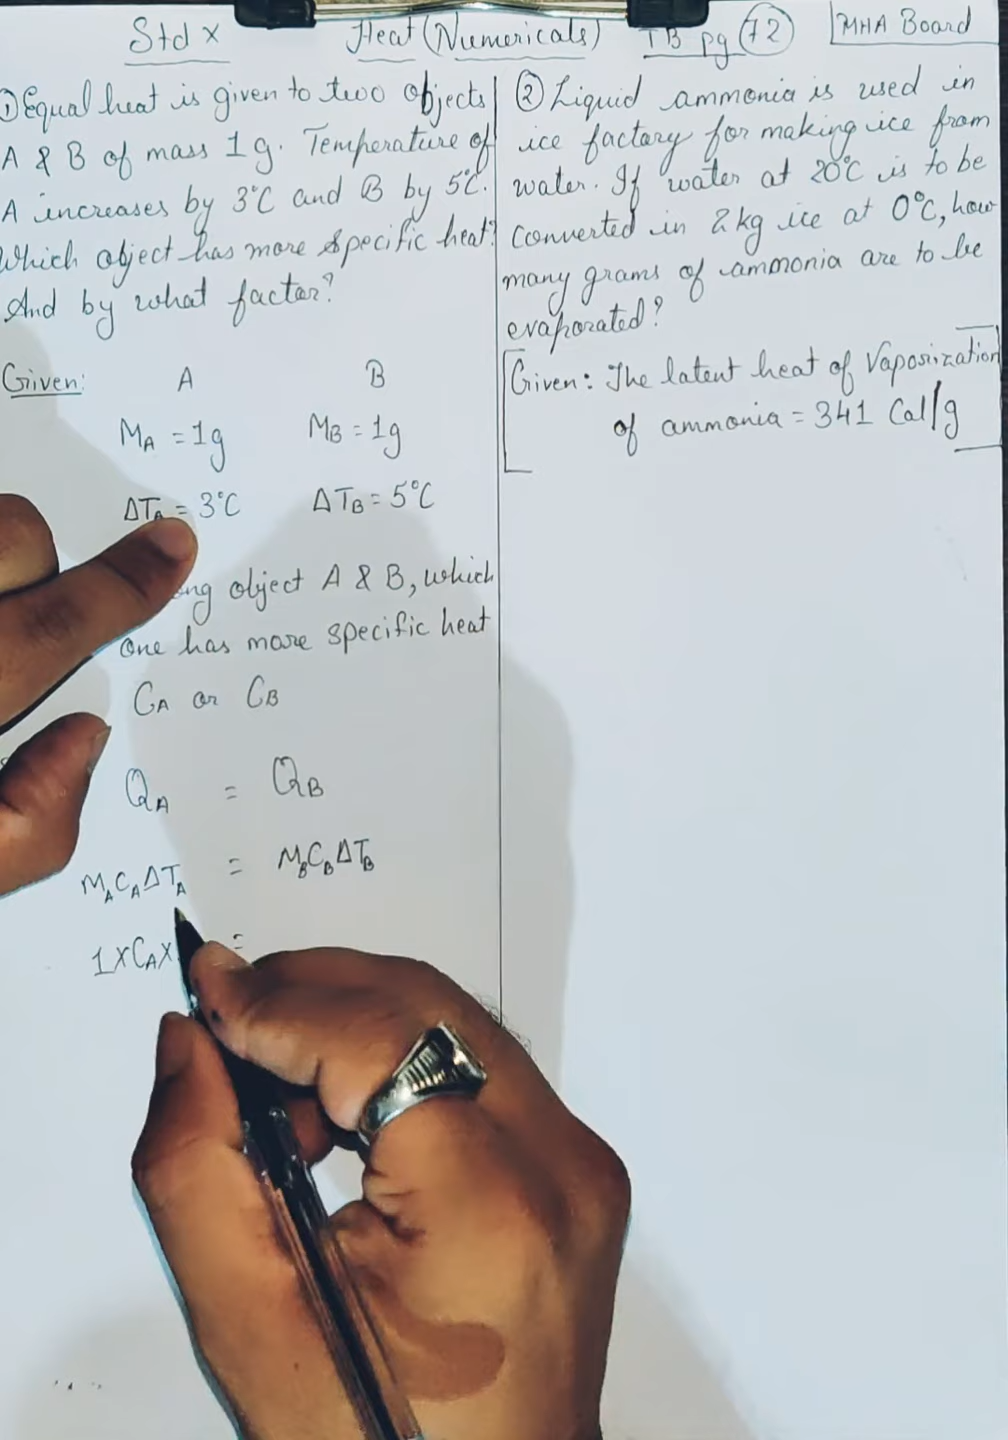 Std X Heat (Numericals) TB pg 72 MHA Board
① Equal heat is given to two objects
A & B of mass 1g. Temperature of
A increases by 3°C and B by 5°C.
Which object has more specific heat?
And by what factor?
Given: A B
MA = 1g MB = 1g
ΔTA = 3°C ΔTB = 5°C
object A & B, which
one has more specific heat
CA or CB
QA = QB
MACAΔTA = MBCBΔTB
1×CA× =
② Liquid ammonia is used in
ice factory for making ice from
water. If water at 20°C is to be
converted in 2 kg ice at 0°C, how
many grams of ammonia are to be
evaporated?
[Given: The latent heat of Vaporization
of ammonia = 341 Cal/g]